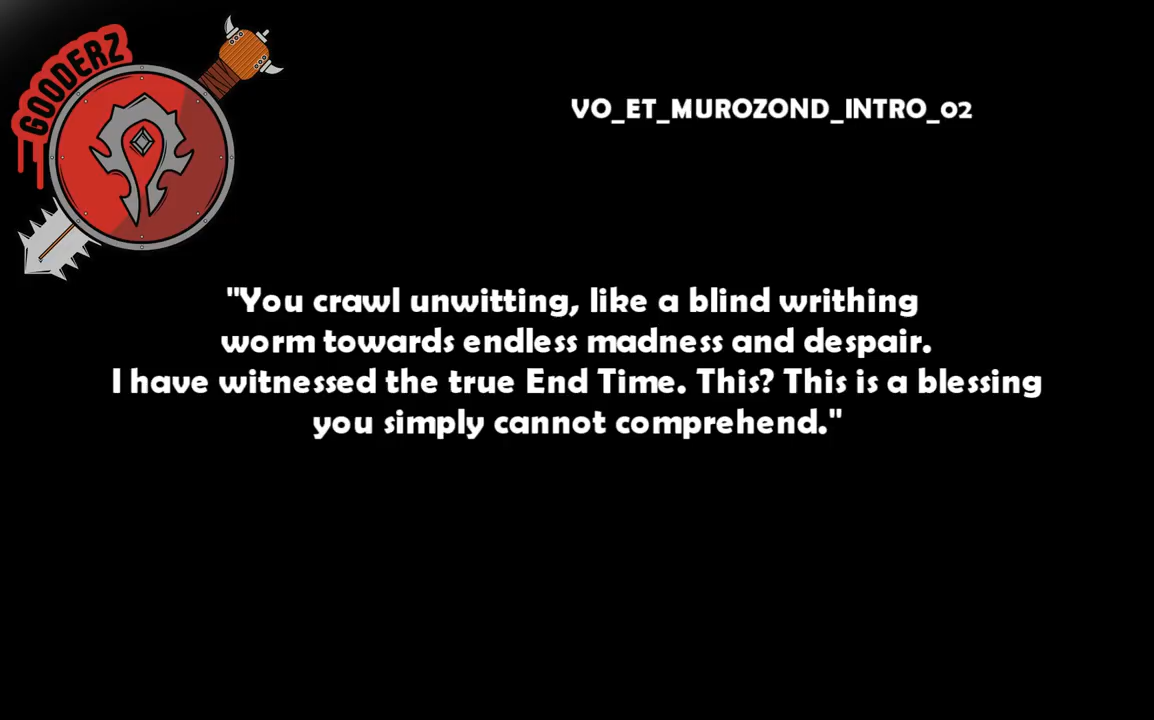 GOODERZ
VO_ET_MUROZOND_INTRO_02
"You crawl unwitting, like a blind writhing
worm towards endless madness and despair.
I have witnessed the true End Time. This? This is a blessing
you simply cannot comprehend."